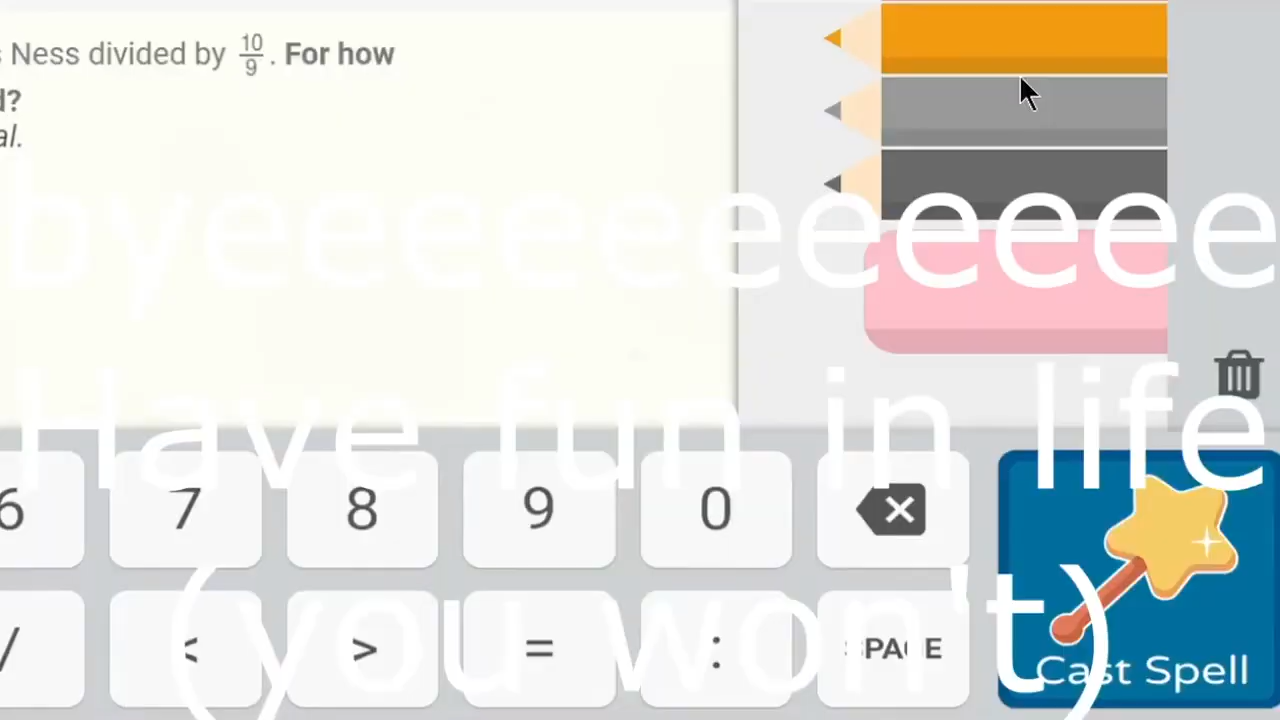 s Ness divided by 10/9. For how
d?
al.
byeeeeeeeeeee
Have fun in life
(you won't)
6 7 8 9 0
/ < > = : SPACE
Cast Spell